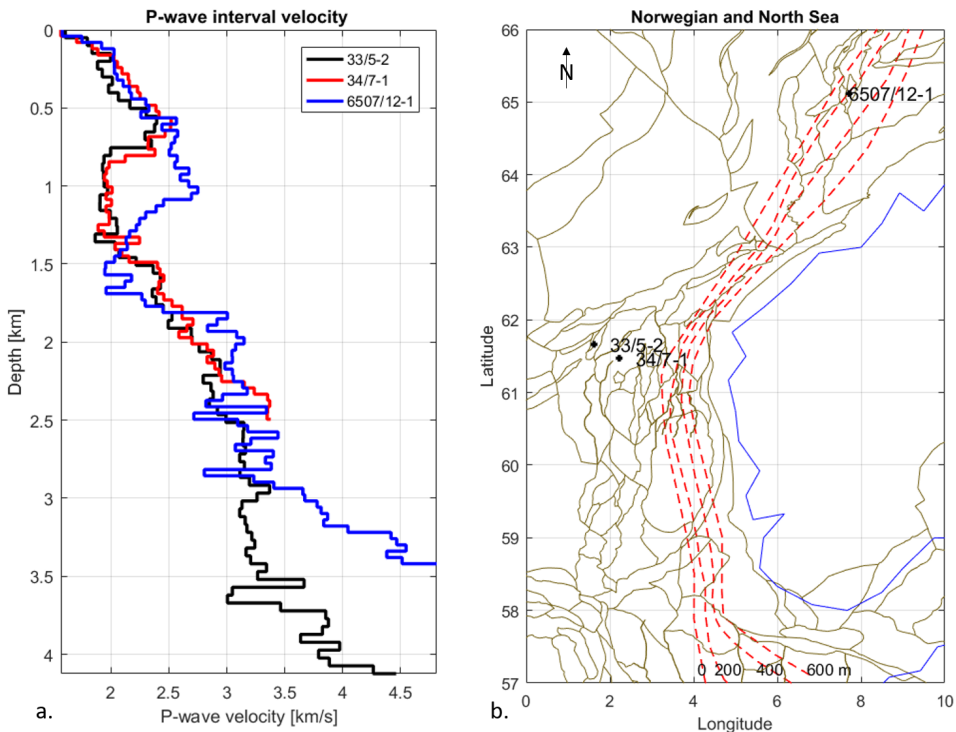 P-wave interval velocity
0
0.5
1
1.5
2
2.5
3
3.5
4
Depth [km]
33/5-2
34/7-1
6507/12-1
2 2.5 3 3.5 4 4.5
P-wave velocity [km/s]
a.
Norwegian and North Sea
66
65
64
63
62
61
60
59
58
57
Latitude
N
6507/12-1
33/5-2
34/7-1
0 200 400 600 m
0 2 4 6 8 10
Longitude
b.